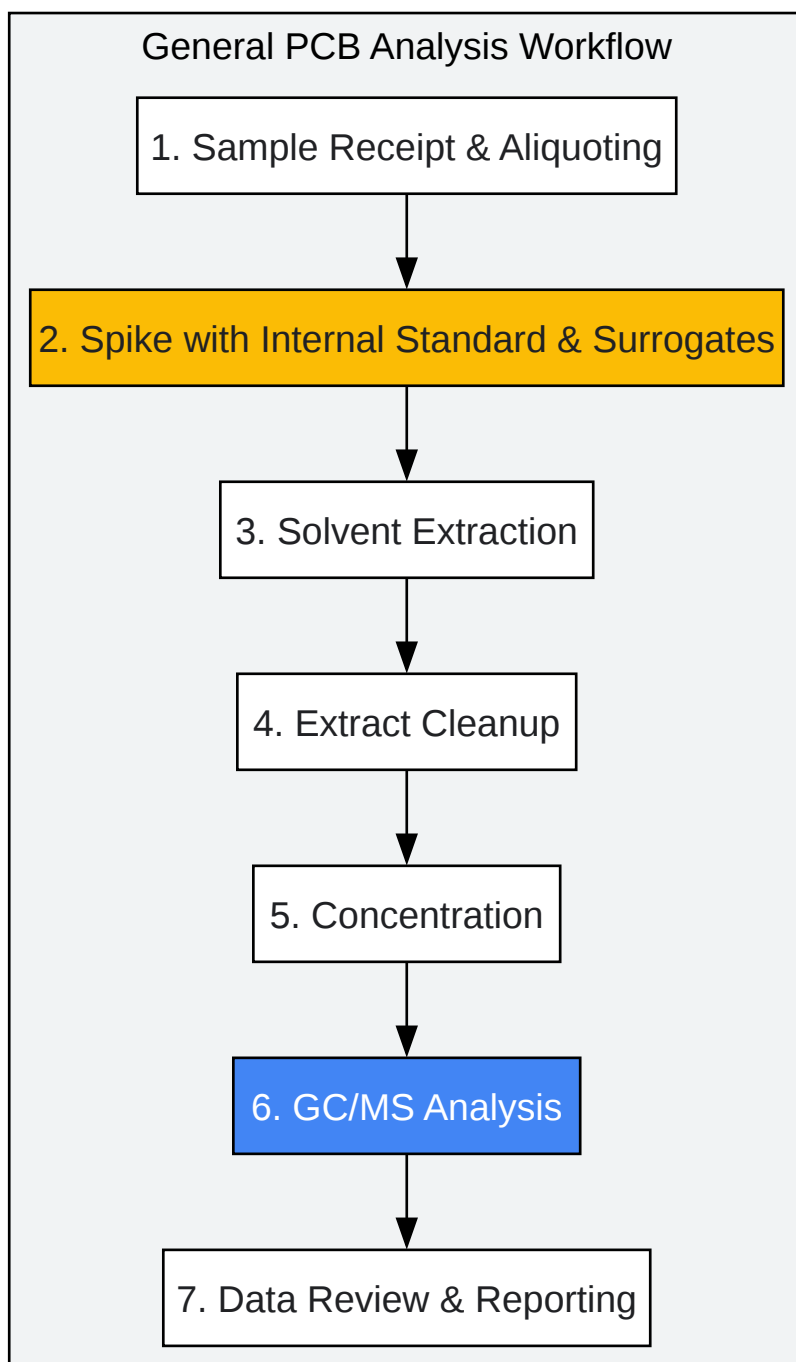 General PCB Analysis Workflow
1. Sample Receipt & Aliquoting
2. Spike with Internal Standard & Surrogates
3. Solvent Extraction
4. Extract Cleanup
5. Concentration
6. GC/MS Analysis
7. Data Review & Reporting